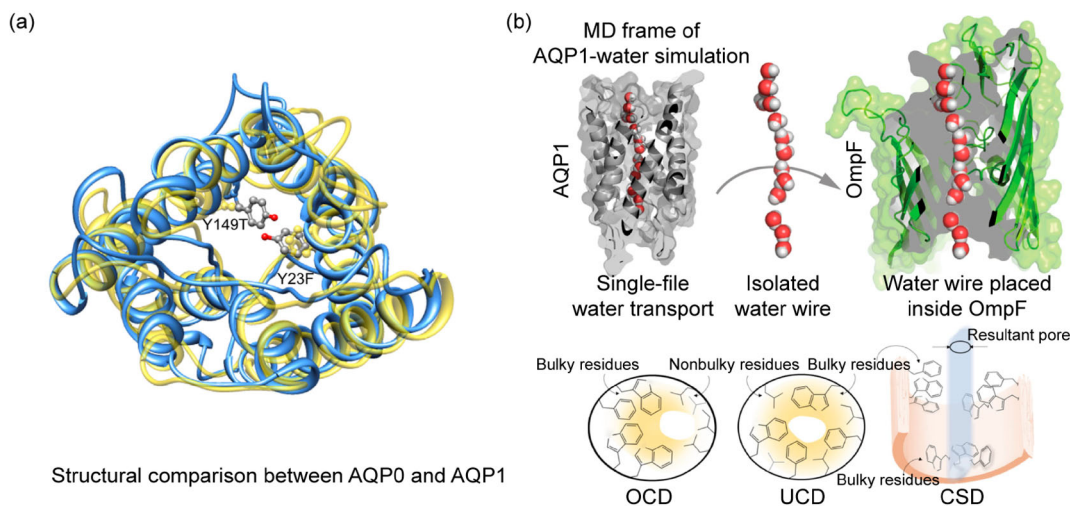 (a)
Y149T
Y23F
Structural comparison between AQP0 and AQP1
(b)
MD frame of
AQP1-water simulation
AQP1
OmpF
Single-file
water transport
Isolated
water wire
Water wire placed
inside OmpF
Resultant pore
Bulky residues
Nonbulky residues
Bulky residues
Bulky residues
OCD
UCD
CSD